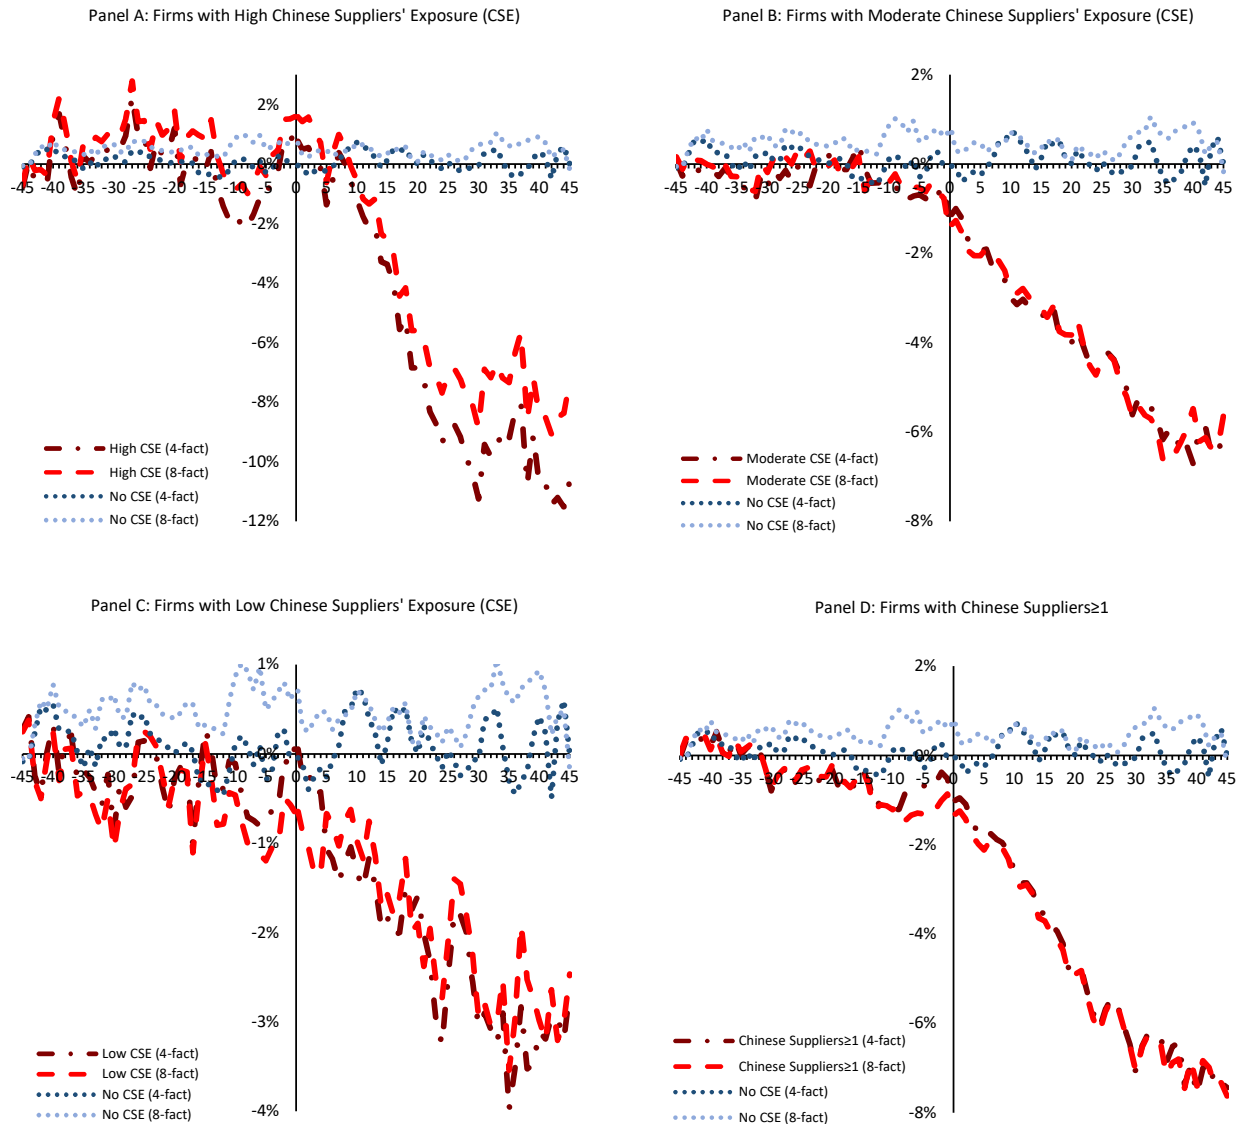 Panel A: Firms with High Chinese Suppliers' Exposure (CSE)
2%
0%
-2%
-4%
-6%
-8%
-10%
-12%
-45 -40 -35 -30 -25 -20 -15 -10 -5 0 5 10 15 20 25 30 35 40 45
High CSE (4-fact)
High CSE (8-fact)
No CSE (4-fact)
No CSE (8-fact)
Panel B: Firms with Moderate Chinese Suppliers' Exposure (CSE)
2%
0%
-2%
-4%
-6%
-8%
-45 -40 -35 -30 -25 -20 -15 -10 -5 0 5 10 15 20 25 30 35 40 45
Moderate CSE (4-fact)
Moderate CSE (8-fact)
No CSE (4-fact)
No CSE (8-fact)
Panel C: Firms with Low Chinese Suppliers' Exposure (CSE)
1%
0%
-1%
-2%
-3%
-4%
-45 -40 -35 -30 -25 -20 -15 -10 -5 0 5 10 15 20 25 30 35 40 45
Low CSE (4-fact)
Low CSE (8-fact)
No CSE (4-fact)
No CSE (8-fact)
Panel D: Firms with Chinese Suppliers≥1
2%
0%
-2%
-4%
-6%
-8%
-45 -40 -35 -30 -25 -20 -15 -10 -5 0 5 10 15 20 25 30 35 40 45
Chinese Suppliers≥1 (4-fact)
Chinese Suppliers≥1 (8-fact)
No CSE (4-fact)
No CSE (8-fact)